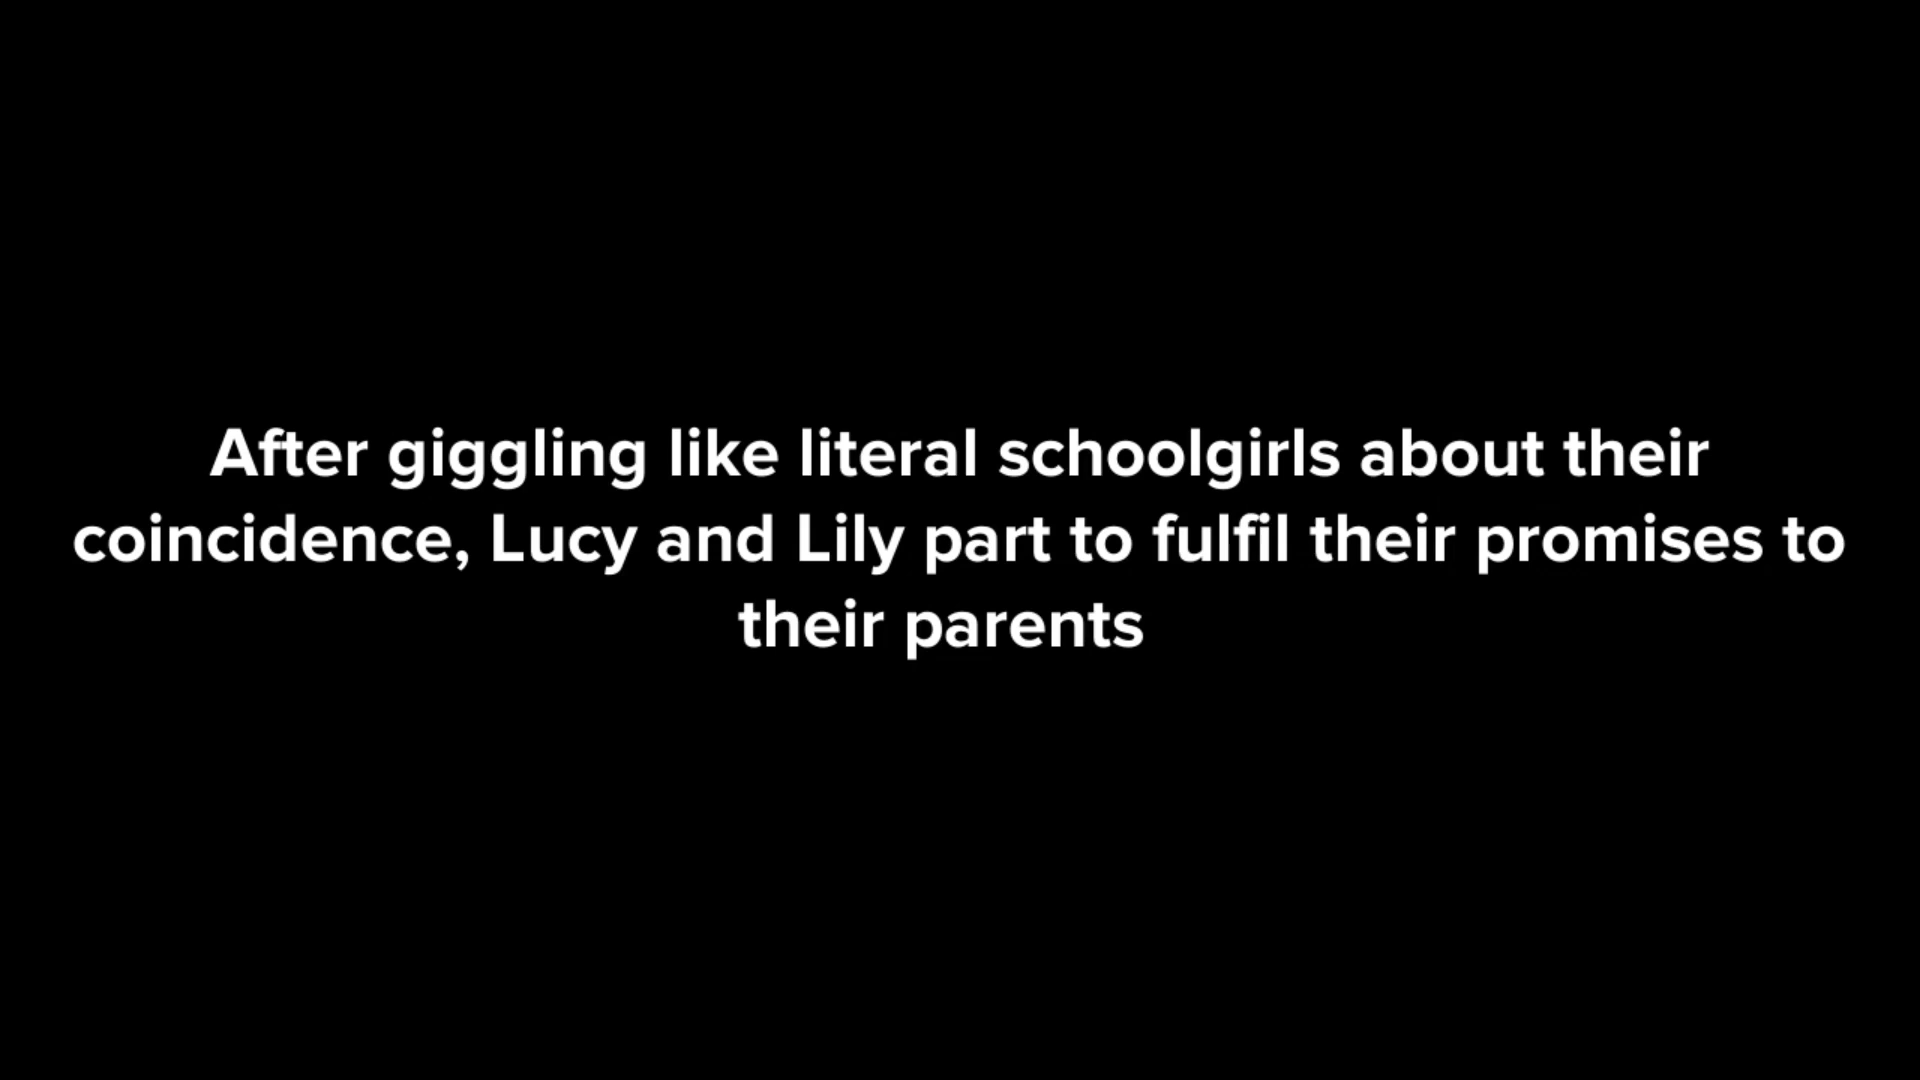 After giggling like literal schoolgirls about their
coincidence, Lucy and Lily part to fulfil their promises to
their parents